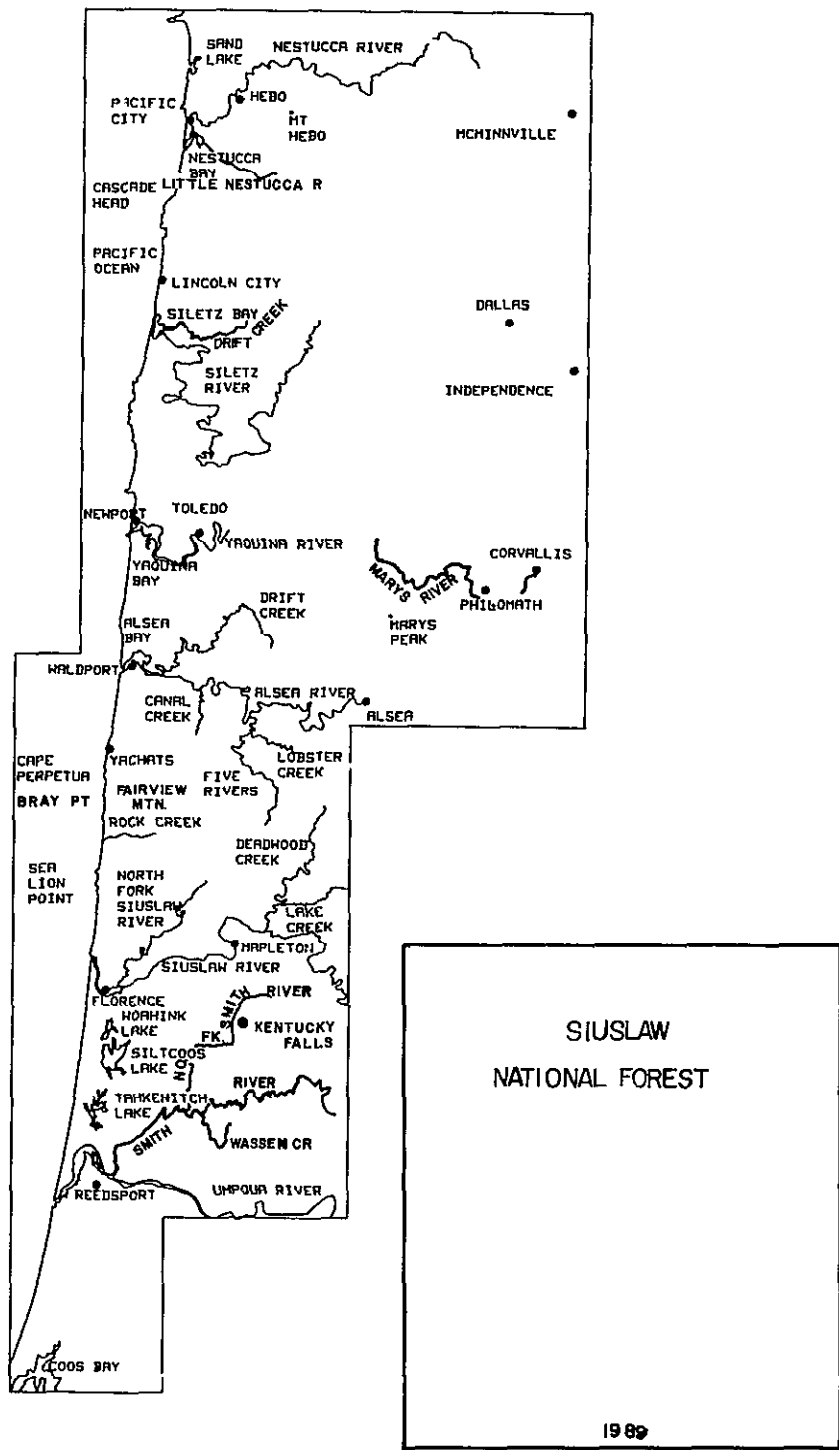 SAND
LAKE
NESTUCCA RIVER
HEBO
PACIFIC
CITY
MT
HEBO
MCMINNVILLE
NESTUCCA
BAY
LITTLE NESTUCCA R
CASCADE
HEAD
PACIFIC
OCEAN
LINCOLN CITY
SILETZ BAY
DRIFT CREEK
DALLAS
SILETZ
RIVER
INDEPENDENCE
NEWPORT
TOLEDO
YAQUINA RIVER
YAQUINA
BAY
CORVALLIS
MARYS RIVER
PHILOMATH
MARYS
PEAK
DRIFT
CREEK
ALSEA
BAY
WALDPORT
CANAL
CREEK
ALSEA RIVER
ALSEA
YACHATS
CAPE
PERPETUA
BRAY PT
LOBSTER
CREEK
FIVE
RIVERS
FAIRVIEW
MTN.
ROCK CREEK
DEADWOOD
CREEK
SEA
LION
POINT
NORTH
FORK
SIUSLAW
RIVER
LAKE
CREEK
MAPLETON
SIUSLAW RIVER
FLORENCE
WOAHINK
LAKE
NO. FK. SMITH RIVER
KENTUCKY
FALLS
SILTCOOS
LAKE
TAHKENITCH
LAKE
SMITH RIVER
WASSEN CR
REEDSPORT
UMPQUA RIVER
COOS BAY
SIUSLAW
NATIONAL FOREST
1989